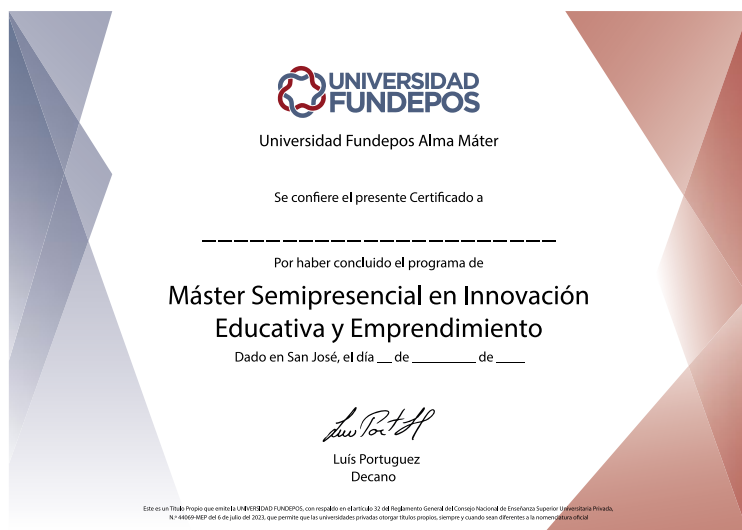 UNIVERSIDAD
FUNDEPOS
Universidad Fundepos Alma Máter
Se confiere el presente Certificado a
Por haber concluido el programa de
Máster Semipresencial en Innovación
Educativa y Emprendimiento
Dado en San José, el día __ de ________ de ____
Luís Portuguez
Decano
Este es un Título Propio que emite la UNIVERSIDAD FUNDEPOS, con respaldo en el artículo 32 del Reglamento General del Consejo Nacional de Enseñanza Superior Universitaria Privada,
N.º 44069-MEP del 6 de julio del 2023, que permite que las universidades privadas otorgar títulos propios, siempre y cuando sean diferentes a la nomenclatura oficial